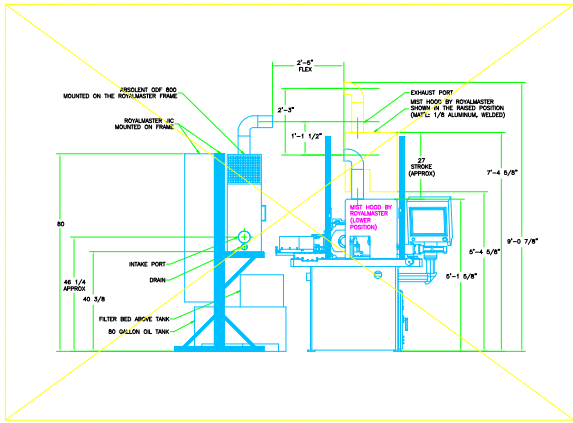 2'-6"
FLEX
ABSOLENT ODF 800
MOUNTED ON THE ROYALMASTER FRAME
EXHAUST PORT
MIST HOOD BY ROYALMASTER
SHOWN IN THE RAISED POSITION
(MAT'L: 1/8 ALUMINUM, WELDED)
2'-3"
ROYALMASTER JIC
MOUNTED ON FRAME
1'-1 1/2"
27
STROKE
(APPROX)
7'-4 5/8"
MIST HOOD BY
ROYALMASTER
(LOWER
POSITION)
80
9'-0 7/8"
5'-4 5/8"
INTAKE PORT
5'-1 5/8"
DRAIN
46 1/4
APPROX
40 3/8
FILTER BED ABOVE TANK
80 GALLON OIL TANK